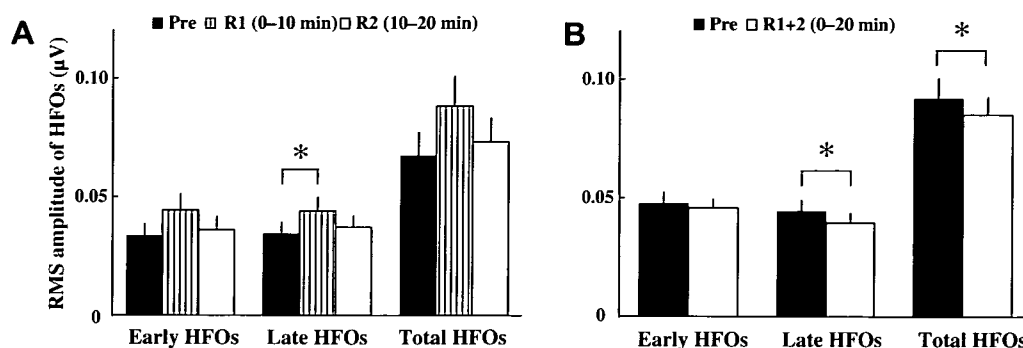 A
Pre R1 (0–10 min) R2 (10–20 min)
RMS amplitude of HFOs (μV)
0.10
0.05
0
*
Early HFOs Late HFOs Total HFOs
B
Pre R1+2 (0–20 min)
0.10
0.05
0
*
*
Early HFOs Late HFOs Total HFOs